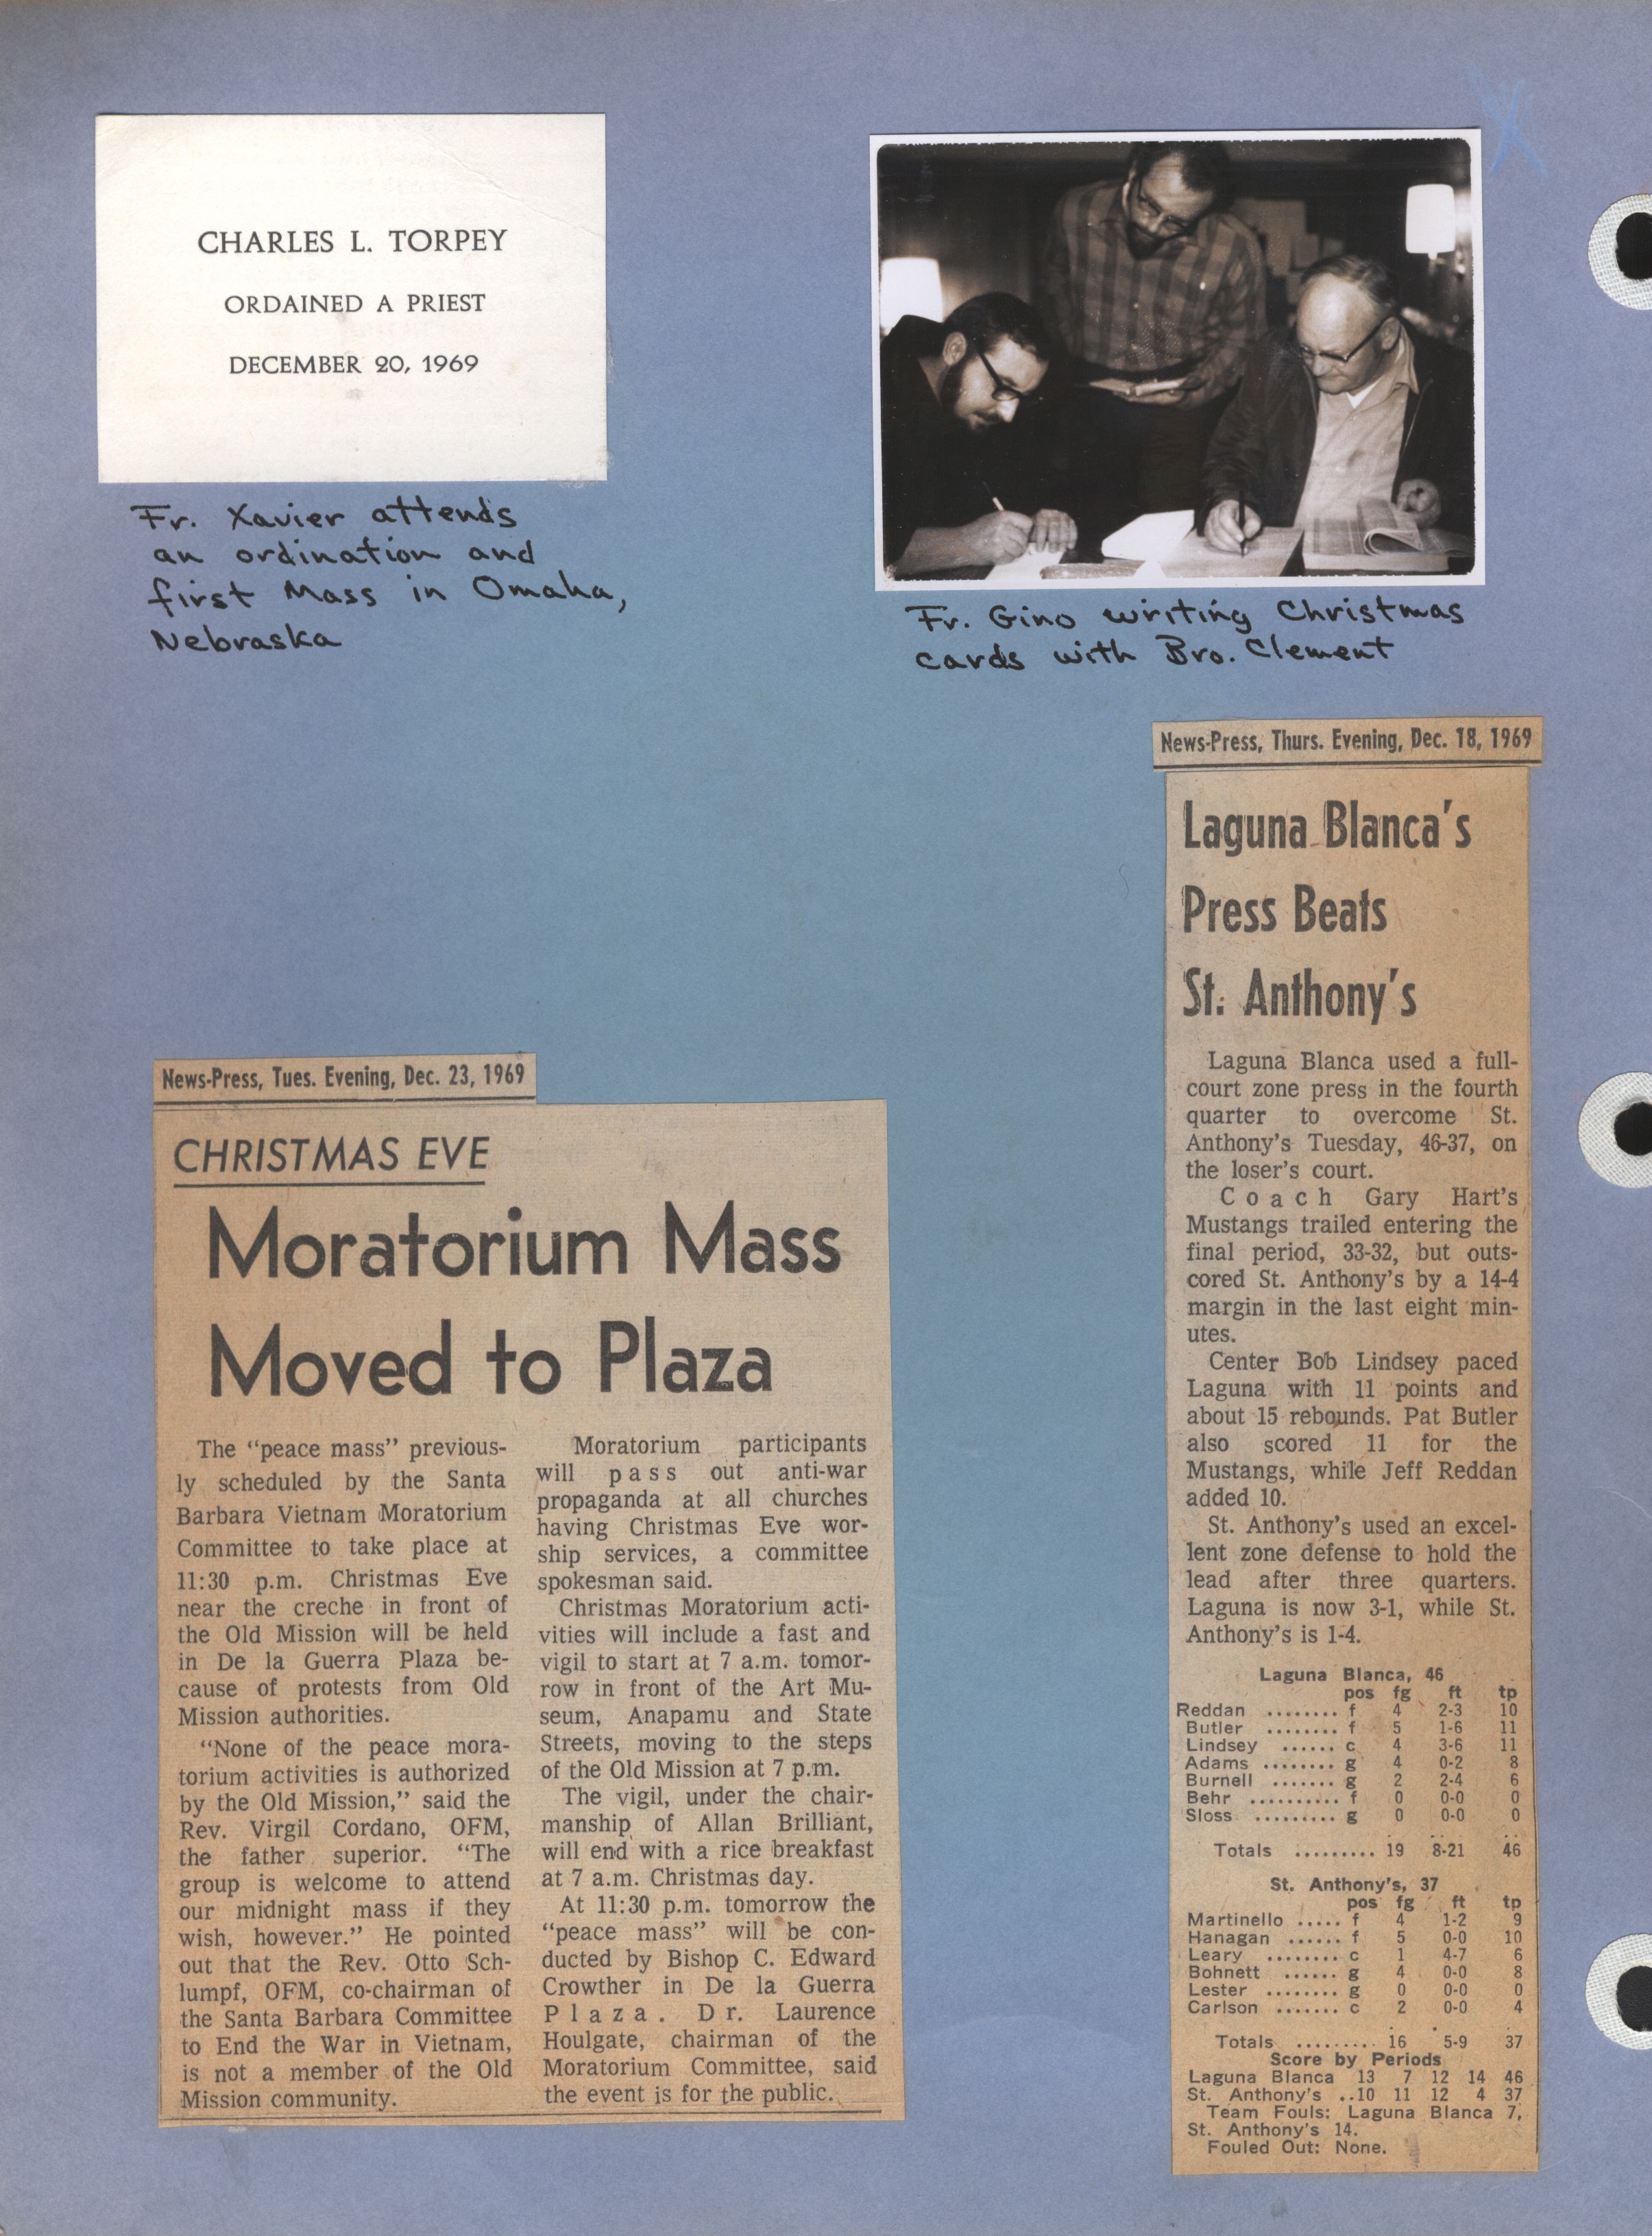 CHARLES L. TORPEY
ORDAINED A PRIEST
DECEMBER 20, 1969
Fr. Xavier attends
an ordination and
first Mass in Omaha,
Nebraska
Fr. Gino writing Christmas
cards with Bro. Clement
News-Press, Tues. Evening, Dec. 23, 1969
CHRISTMAS EVE
Moratorium Mass
Moved to Plaza
The "peace mass" previous-
ly scheduled by the Santa
Barbara Vietnam Moratorium
Committee to take place at
11:30 p.m. Christmas Eve
near the creche in front of
the Old Mission will be held
in De la Guerra Plaza be-
cause of protests from Old
Mission authorities.
"None of the peace mora-
torium activities is authorized
by the Old Mission," said the
Rev. Virgil Cordano, OFM,
the father superior. "The
group is welcome to attend
our midnight mass if they
wish, however." He pointed
out that the Rev. Otto Sch-
lumpf, OFM, co-chairman of
the Santa Barbara Committee
to End the War in Vietnam,
is not a member of the Old
Mission community.
Moratorium participants
will pass out anti-war
propaganda at all churches
having Christmas Eve wor-
ship services, a committee
spokesman said.
Christmas Moratorium acti-
vities will include a fast and
vigil to start at 7 a.m. tomor-
row in front of the Art Mu-
seum, Anapamu and State
Streets, moving to the steps
of the Old Mission at 7 p.m.
The vigil, under the chair-
manship of Allan Brilliant,
will end with a rice breakfast
at 7 a.m. Christmas day.
At 11:30 p.m. tomorrow the
"peace mass" will be con-
ducted by Bishop C. Edward
Crowther in De la Guerra
Plaza. Dr. Laurence
Houlgate, chairman of the
Moratorium Committee, said
the event is for the public.
News-Press, Thurs. Evening, Dec. 18, 1969
Laguna Blanca's
Press Beats
St. Anthony's
Laguna Blanca used a full-
court zone press in the fourth
quarter to overcome St.
Anthony's Tuesday, 46-37, on
the loser's court.
Coach Gary Hart's
Mustangs trailed entering the
final period, 33-32, but outs-
cored St. Anthony's by a 14-4
margin in the last eight min-
utes.
Center Bob Lindsey paced
Laguna with 11 points and
about 15 rebounds. Pat Butler
also scored 11 for the
Mustangs, while Jeff Reddan
added 10.
St. Anthony's used an excel-
lent zone defense to hold the
lead after three quarters.
Laguna is now 3-1, while St.
Anthony's is 1-4.
Laguna Blanca, 46
pos fg ft tp
Reddan ........ f 4 2-3 10
Butler ........ f 5 1-6 11
Lindsey ...... c 4 3-6 11
Adams ........ g 4 0-2 8
Burnell ....... g 2 2-4 6
Behr .......... f 0 0-0 0
Sloss ......... g 0 0-0 0
Totals ......... 19 8-21 46
St. Anthony's, 37
pos fg ft tp
Martinello ..... f 4 1-2 9
Hanagan ...... f 5 0-0 10
Leary ........ c 1 4-7 6
Bohnett ...... g 4 0-0 8
Lester ........ g 0 0-0 0
Carlson ....... c 2 0-0 4
Totals ......... 16 5-9 37
Score by Periods
Laguna Blanca 13 7 12 14 46
St. Anthony's ..10 11 12 4 37
Team Fouls: Laguna Blanca 7,
St. Anthony's 14.
Fouled Out: None.